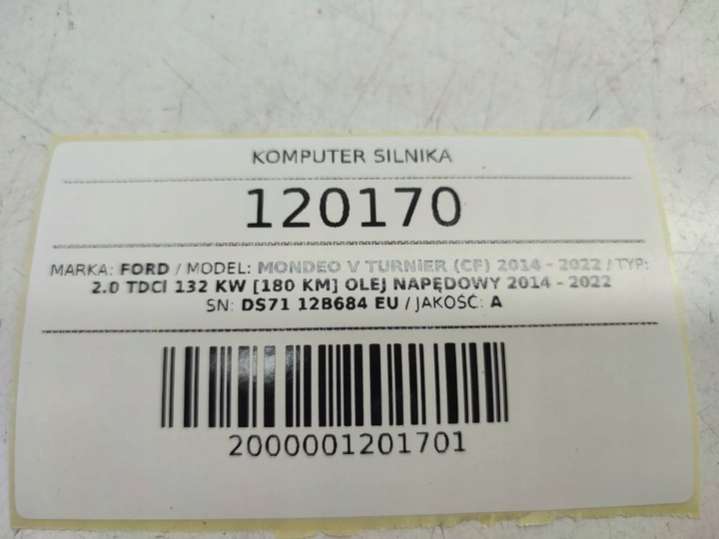 KOMPUTER SILNIKA
120170
MARKA: FORD / MODEL: MONDEO V TURNIER (CF) 2014 - 2022 / TYP:
2.0 TDCI 132 KW [180 KM] OLEJ NAPĘDOWY 2014 - 2022
SN: DS71 12B684 EU / JAKOŚĆ: A
2000001201701